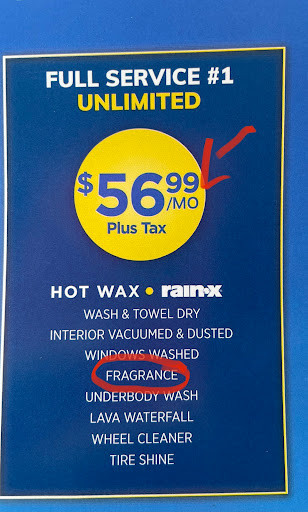 FULL SERVICE #1
UNLIMITED
$56.99/MO
Plus Tax
HOT WAX • rain-x
WASH & TOWEL DRY
INTERIOR VACUUMED & DUSTED
WINDOWS WASHED
FRAGRANCE
UNDERBODY WASH
LAVA WATERFALL
WHEEL CLEANER
TIRE SHINE